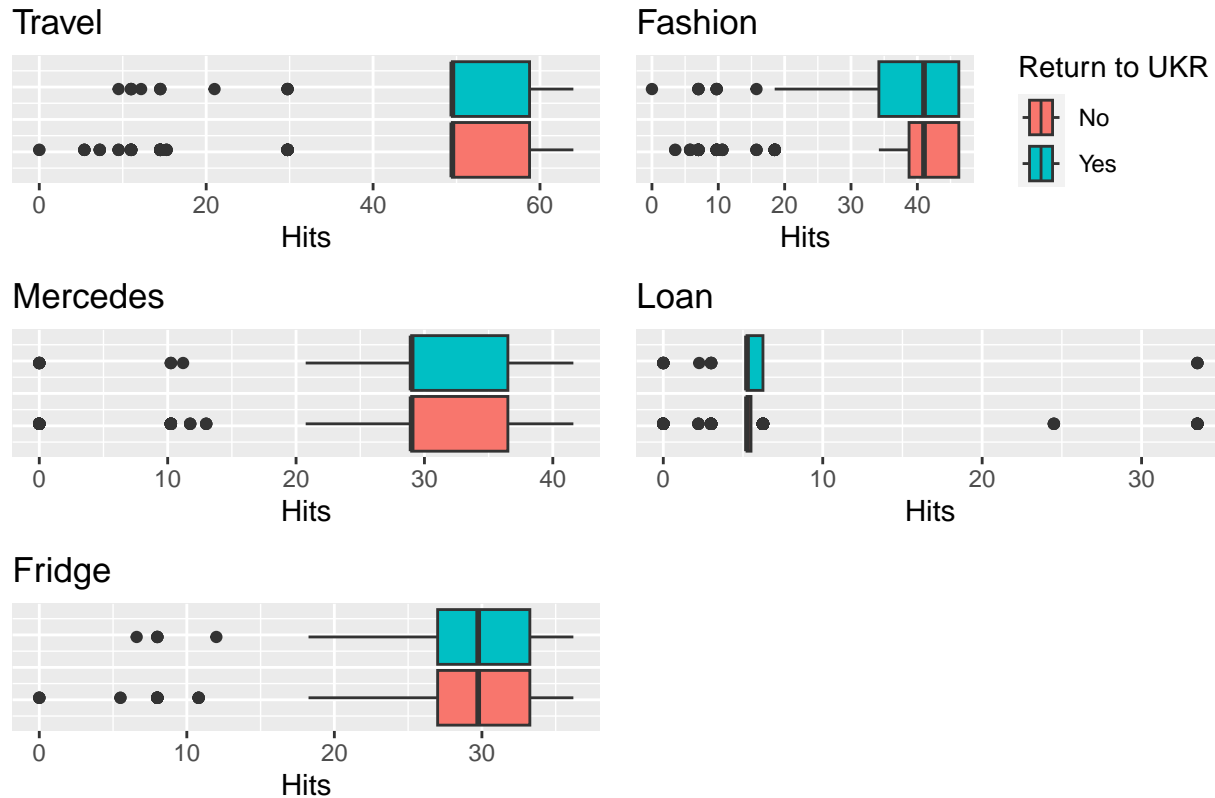 Travel
0 20 40 60
Hits
Fashion
0 10 20 30 40
Hits
Return to UKR
No
Yes
Mercedes
0 10 20 30 40
Hits
Loan
0 10 20 30
Hits
Fridge
0 10 20 30
Hits